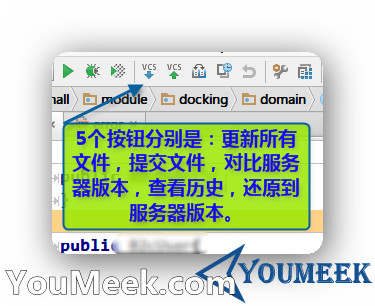 VCS VCS
module docking domain
5个按钮分别是：更新所有
文件，提交文件，对比服务
器版本，查看历史，还原到
服务器版本。
public
YouMeek.com
YOUMEEK